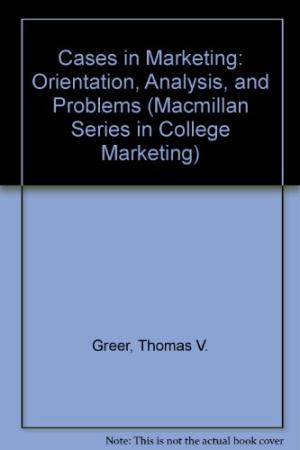 Cases in Marketing:
Orientation, Analysis, and
Problems (Macmillan
Series in College
Marketing)
Greer, Thomas V.
Note: This is not the actual book cover